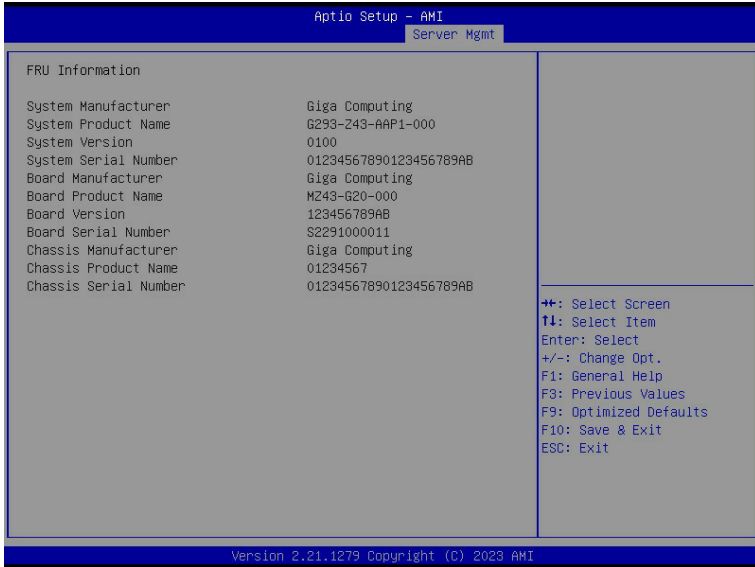 Aptio Setup – AMI
Server Mgmt
FRU Information
System Manufacturer Giga Computing
System Product Name G293-Z43-AAP1-000
System Version 0100
System Serial Number 01234567890123456789AB
Board Manufacturer Giga Computing
Board Product Name MZ43-G20-000
Board Version 123456789AB
Board Serial Number S2291000011
Chassis Manufacturer Giga Computing
Chassis Product Name 01234567
Chassis Serial Number 01234567890123456789AB
→←: Select Screen
↑↓: Select Item
Enter: Select
+/-: Change Opt.
F1: General Help
F3: Previous Values
F9: Optimized Defaults
F10: Save & Exit
ESC: Exit
Version 2.21.1279 Copyright (C) 2023 AMI